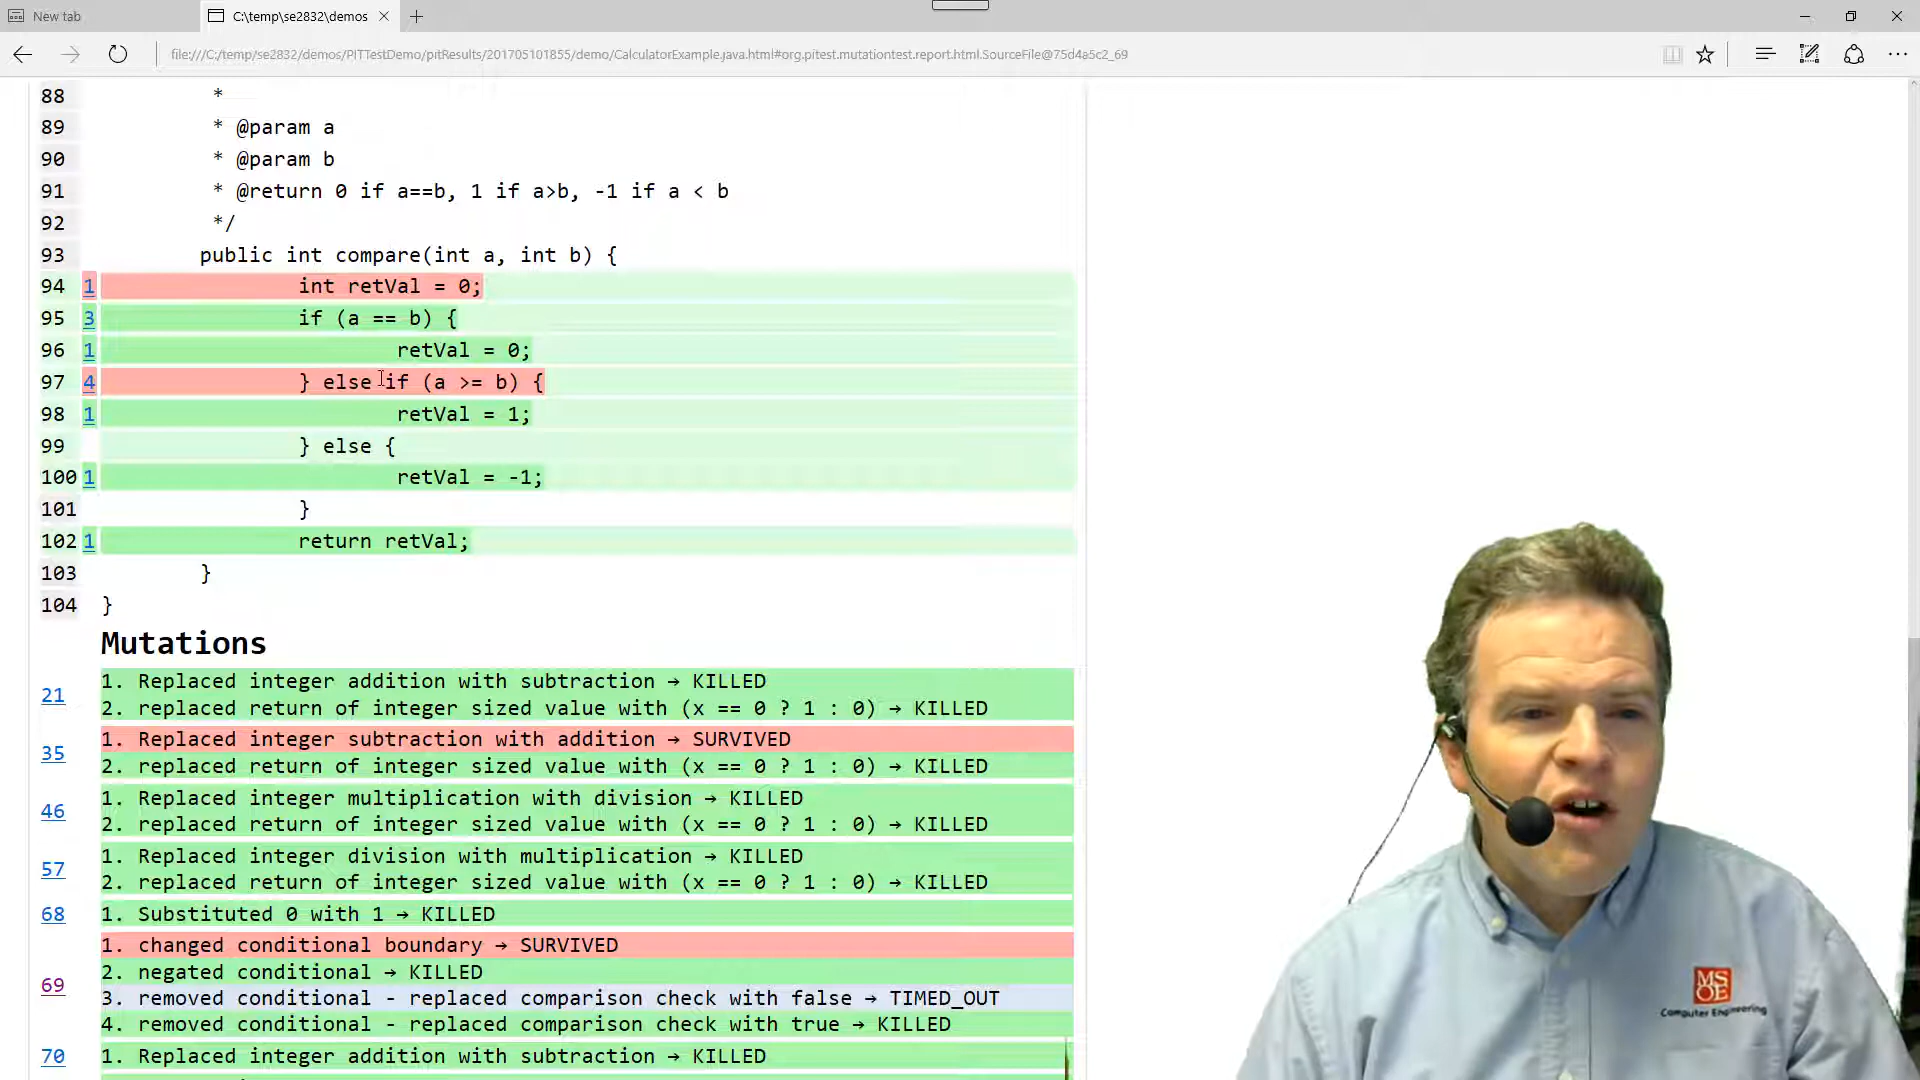 New tab
C:\temp\se2832\demos
file:///C:/temp/se2832/demos/PITTestDemo/pitResults/201705101855/demo/CalculatorExample.java.html#org.pitest.mutationtest.report.html.SourceFile@75d4a5c2_69
88 *
89 * @param a
90 * @param b
91 * @return 0 if a==b, 1 if a>b, -1 if a < b
92 */
93 public int compare(int a, int b) {
94 1 int retVal = 0;
95 3 if (a == b) {
96 1 retVal = 0;
97 4 } else if (a >= b) {
98 1 retVal = 1;
99 } else {
100 1 retVal = -1;
101 }
102 1 return retVal;
103 }
104 }
Mutations
21 1. Replaced integer addition with subtraction → KILLED
2. replaced return of integer sized value with (x == 0 ? 1 : 0) → KILLED
35 1. Replaced integer subtraction with addition → SURVIVED
2. replaced return of integer sized value with (x == 0 ? 1 : 0) → KILLED
46 1. Replaced integer multiplication with division → KILLED
2. replaced return of integer sized value with (x == 0 ? 1 : 0) → KILLED
57 1. Replaced integer division with multiplication → KILLED
2. replaced return of integer sized value with (x == 0 ? 1 : 0) → KILLED
68 1. Substituted 0 with 1 → KILLED
69 1. changed conditional boundary → SURVIVED
2. negated conditional → KILLED
3. removed conditional - replaced comparison check with false → TIMED_OUT
4. removed conditional - replaced comparison check with true → KILLED
70 1. Replaced integer addition with subtraction → KILLED
MS
OE
Computer Engineering